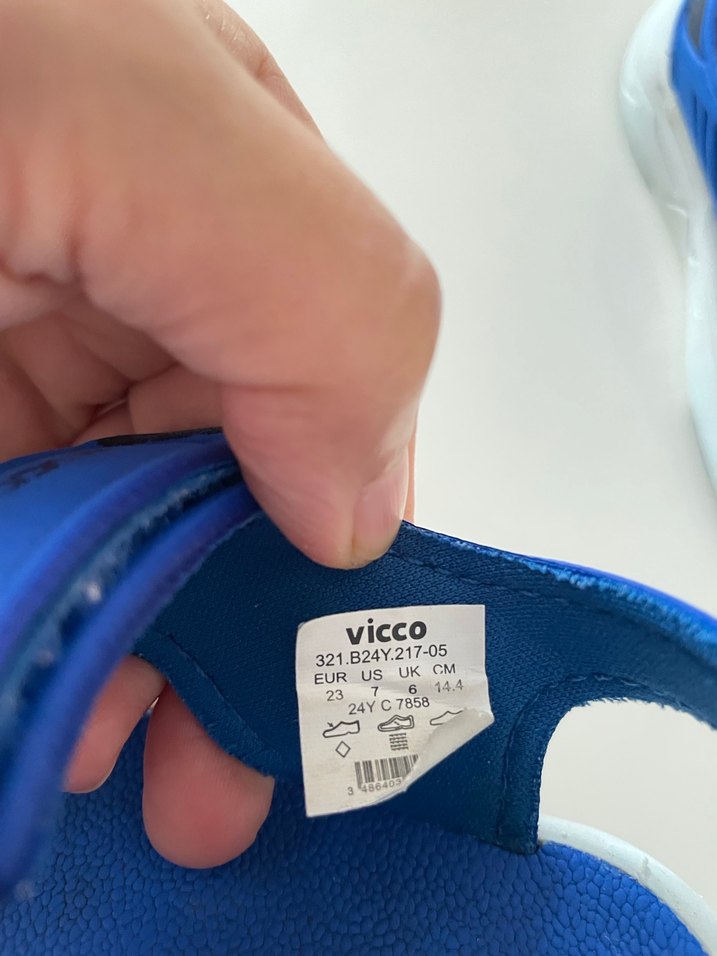 vicco
321.B24Y.217-05
EUR US UK CM
23 7 6 14.4
24Y C 7858
3 486403